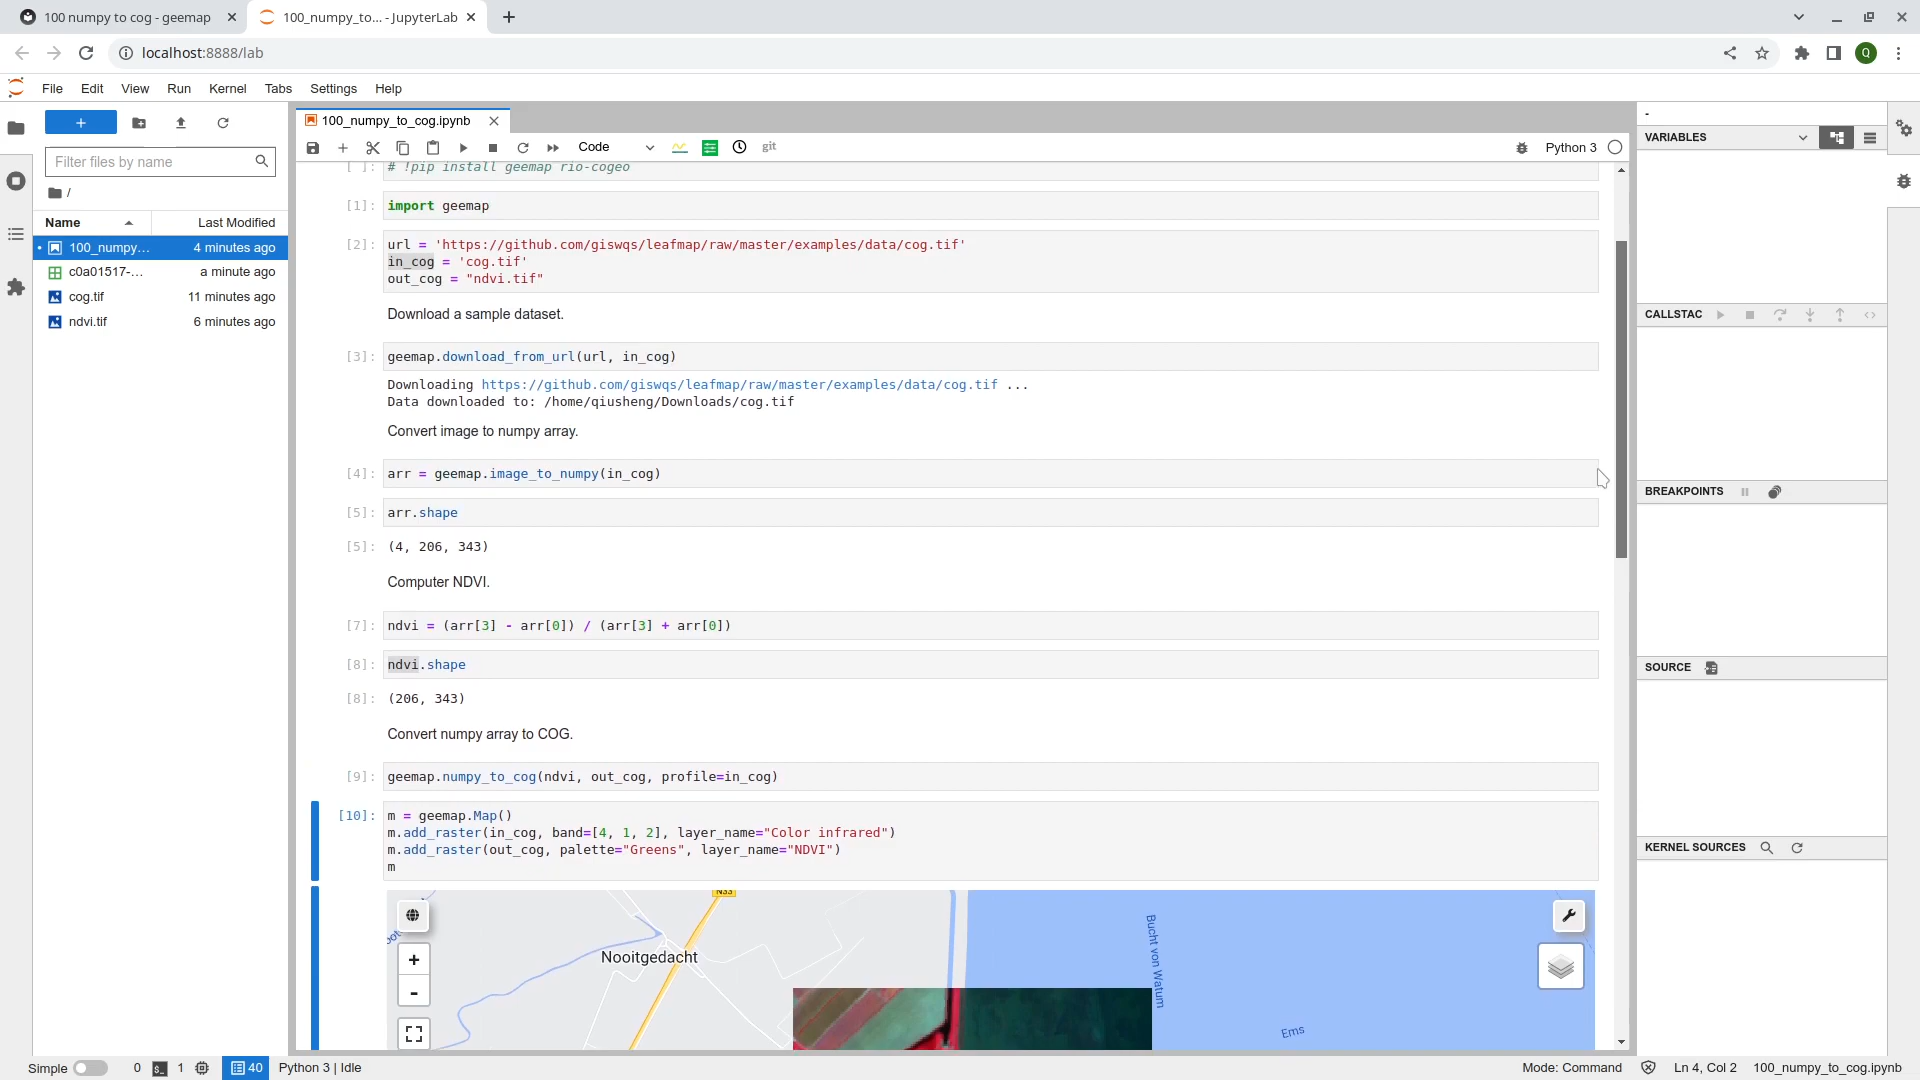 100 numpy to cog - geemap
100_numpy_to... - JupyterLab
localhost:8888/lab
Q
File Edit View Run Kernel Tabs Settings Help
Filter files by name
/
Name Last Modified
100_numpy... 4 minutes ago
c0a01517-... a minute ago
cog.tif 11 minutes ago
ndvi.tif 6 minutes ago
100_numpy_to_cog.ipynb
Code
git
Python 3
[ ]: # !pip install geemap rio-cogeo
[1]: import geemap
[2]: url = 'https://github.com/giswqs/leafmap/raw/master/examples/data/cog.tif'
in_cog = 'cog.tif'
out_cog = "ndvi.tif"
Download a sample dataset.
[3]: geemap.download_from_url(url, in_cog)
Downloading https://github.com/giswqs/leafmap/raw/master/examples/data/cog.tif ...
Data downloaded to: /home/qiusheng/Downloads/cog.tif
Convert image to numpy array.
[4]: arr = geemap.image_to_numpy(in_cog)
[5]: arr.shape
[5]: (4, 206, 343)
Computer NDVI.
[7]: ndvi = (arr[3] - arr[0]) / (arr[3] + arr[0])
[8]: ndvi.shape
[8]: (206, 343)
Convert numpy array to COG.
[9]: geemap.numpy_to_cog(ndvi, out_cog, profile=in_cog)
[10]: m = geemap.Map()
m.add_raster(in_cog, band=[4, 1, 2], layer_name="Color infrared")
m.add_raster(out_cog, palette="Greens", layer_name="NDVI")
m
N33
Nooitgedacht
Bucht von Watum
Ems
+
-
-
VARIABLES
CALLSTAC
BREAKPOINTS
SOURCE
KERNEL SOURCES
Simple 0 1 40 Python 3 | Idle
Mode: Command Ln 4, Col 2 100_numpy_to_cog.ipynb